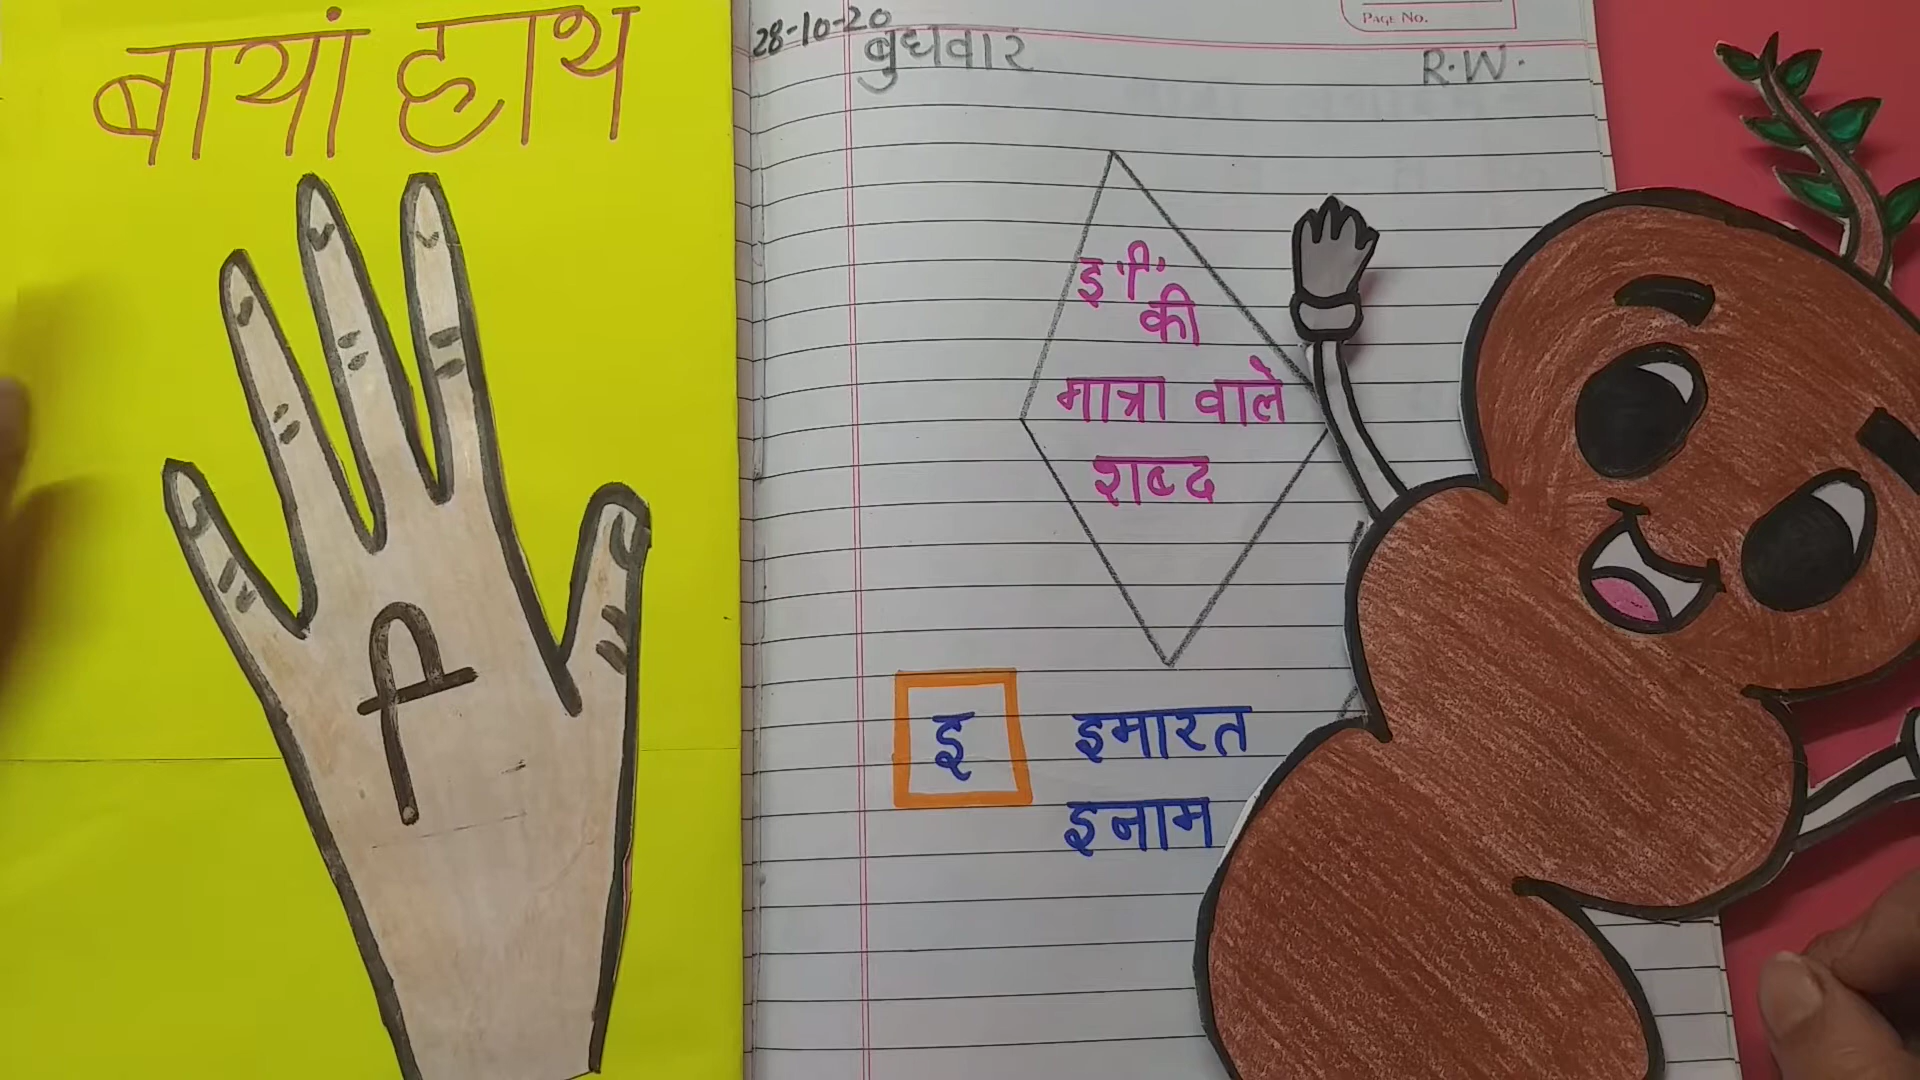 बायां हाथ
ि
28-10-20
बुधवार
PAGE No.
R.W.
इ 'ि'
की
मात्रा वाले
शब्द
इ
इमारत
इनाम